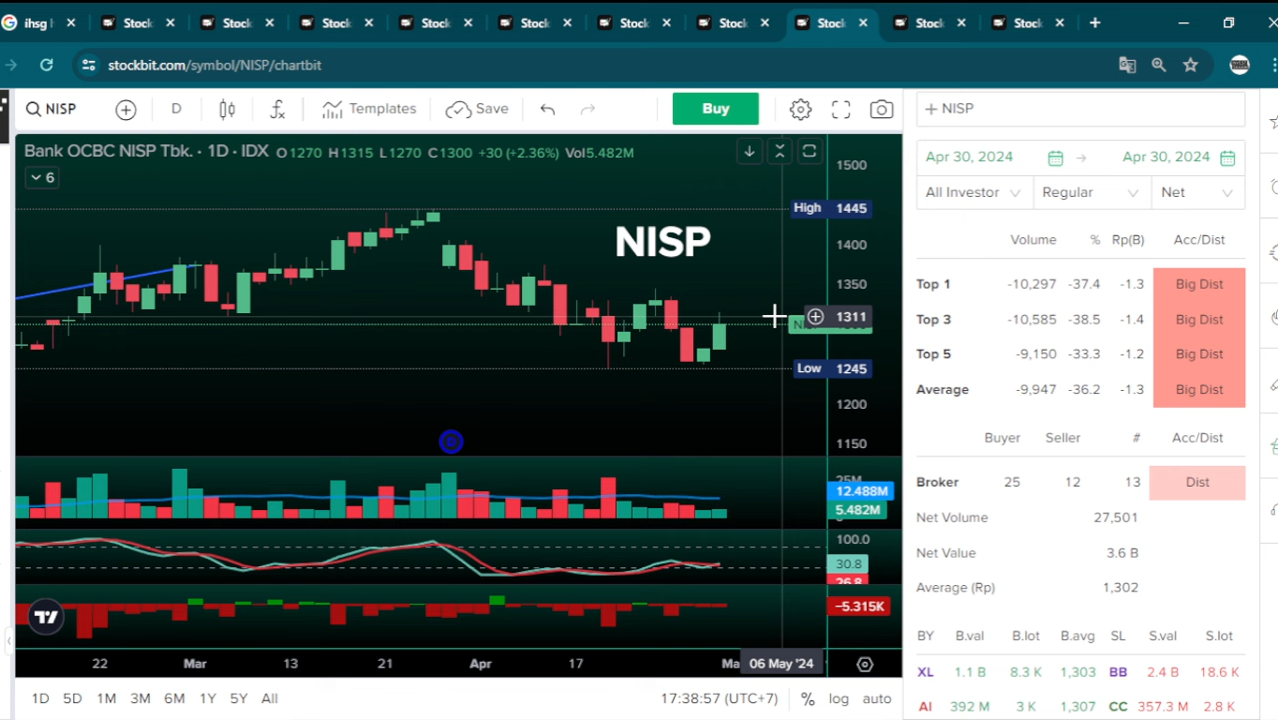 ihsg
Stock
Stock
Stock
Stock
Stock
Stock
Stock
Stock
Stock
Stock
stockbit.com/symbol/NISP/chartbit
NISP
D
Templates
Save
Buy
Bank OCBC NISP Tbk. · 1D · IDX O1270 H1315 L1270 C1300 +30 (+2.36%) Vol5.482M
6
NISP
1500
High 1445
1400
1350
1311
Low 1245
1200
1150
12.488M
5.482M
100.0
30.8
26.8
−5.315K
22 Mar 13 21 Apr 17 06 May '24
1D 5D 1M 3M 6M 1Y 5Y All
17:38:57 (UTC+7) % log auto
+ NISP
Apr 30, 2024 → Apr 30, 2024
All Investor Regular Net
Volume % Rp(B) Acc/Dist
Top 1 -10,297 -37.4 -1.3 Big Dist
Top 3 -10,585 -38.5 -1.4 Big Dist
Top 5 -9,150 -33.3 -1.2 Big Dist
Average -9,947 -36.2 -1.3 Big Dist
Buyer Seller # Acc/Dist
Broker 25 12 13 Dist
Net Volume 27,501
Net Value 3.6 B
Average (Rp) 1,302
BY B.val B.lot B.avg SL S.val S.lot
XL 1.1 B 8.3 K 1,303 BB 2.4 B 18.6 K
AI 392 M 3 K 1,307 CC 357.3 M 2.8 K